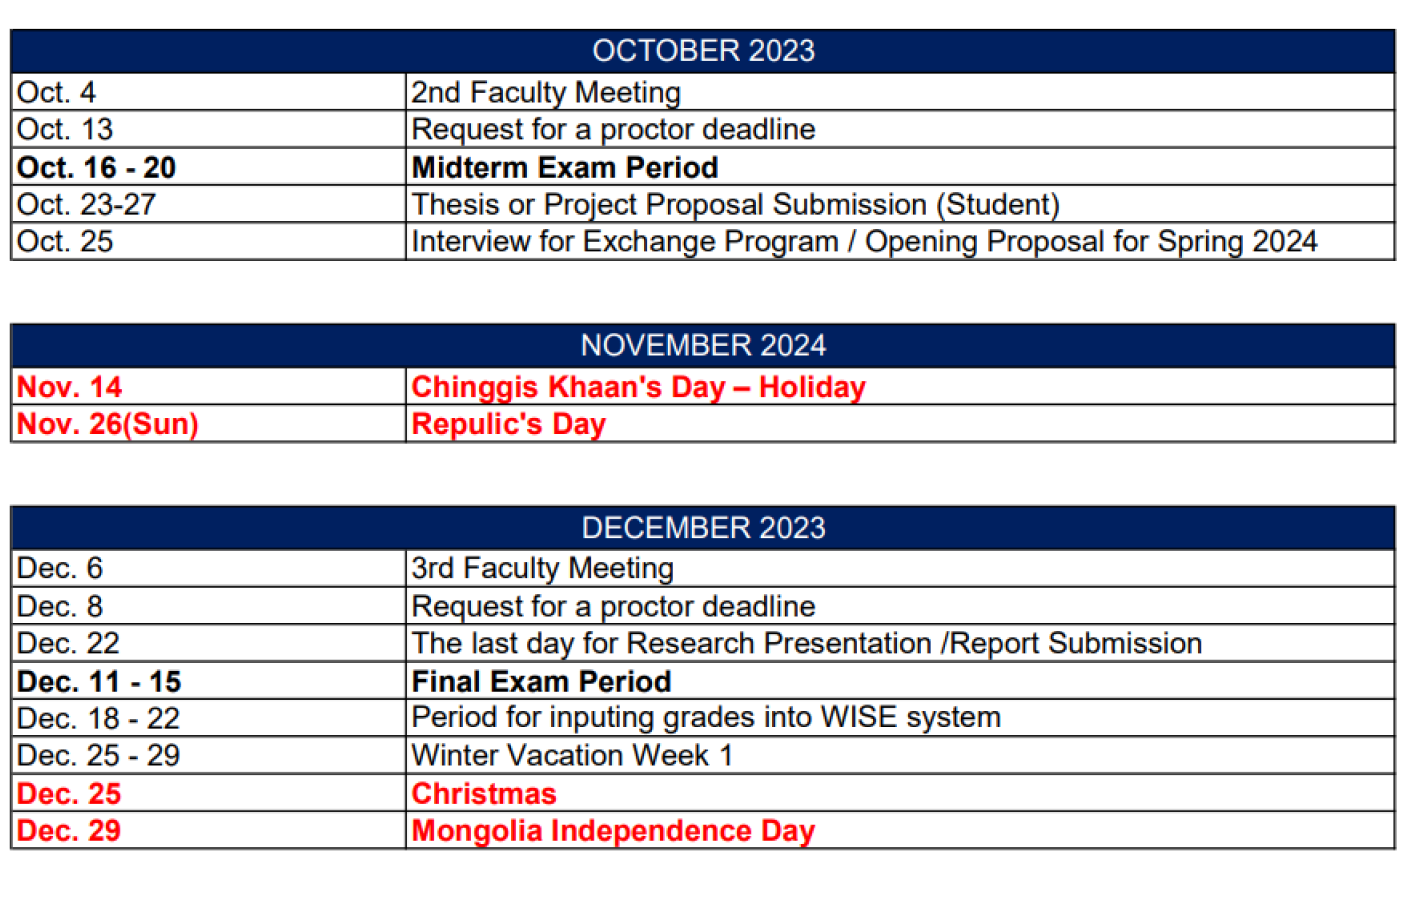 OCTOBER 2023
Oct. 4 2nd Faculty Meeting
Oct. 13 Request for a proctor deadline
Oct. 16 - 20 Midterm Exam Period
Oct. 23-27 Thesis or Project Proposal Submission (Student)
Oct. 25 Interview for Exchange Program / Opening Proposal for Spring 2024
NOVEMBER 2024
Nov. 14 Chinggis Khaan's Day – Holiday
Nov. 26(Sun) Repulic's Day
DECEMBER 2023
Dec. 6 3rd Faculty Meeting
Dec. 8 Request for a proctor deadline
Dec. 22 The last day for Research Presentation /Report Submission
Dec. 11 - 15 Final Exam Period
Dec. 18 - 22 Period for inputing grades into WISE system
Dec. 25 - 29 Winter Vacation Week 1
Dec. 25 Christmas
Dec. 29 Mongolia Independence Day